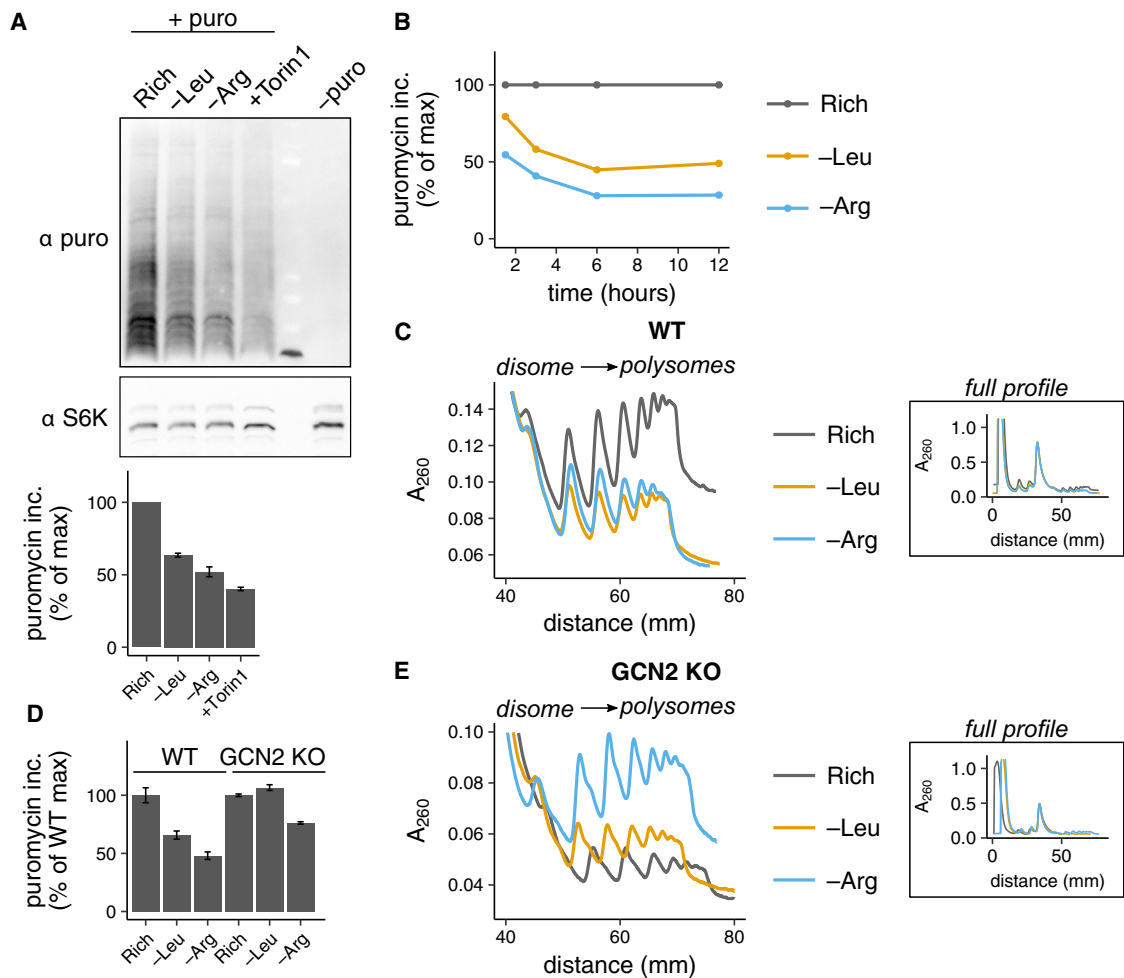 A
+ puro
Rich
–Leu
–Arg
+Torin1
–puro
α puro
α S6K
puromycin inc.
(% of max)
100
50
0
Rich
–Leu
–Arg
+Torin1
B
puromycin inc.
(% of max)
100
50
0
2 4 6 8 10 12
time (hours)
Rich
–Leu
–Arg
C
WT
disome polysomes
A260
0.14
0.12
0.10
0.08
0.06
40 60 80
distance (mm)
Rich
–Leu
–Arg
full profile
A260
1.0
0.5
0.0
0 50
distance (mm)
D
WT GCN2 KO
puromycin inc.
(% of WT max)
100
50
0
Rich
–Leu
–Arg
Rich
–Leu
–Arg
E
GCN2 KO
disome polysomes
A260
0.10
0.08
0.06
0.04
40 60 80
distance (mm)
Rich
–Leu
–Arg
full profile
A260
1.0
0.5
0.0
0 50
distance (mm)